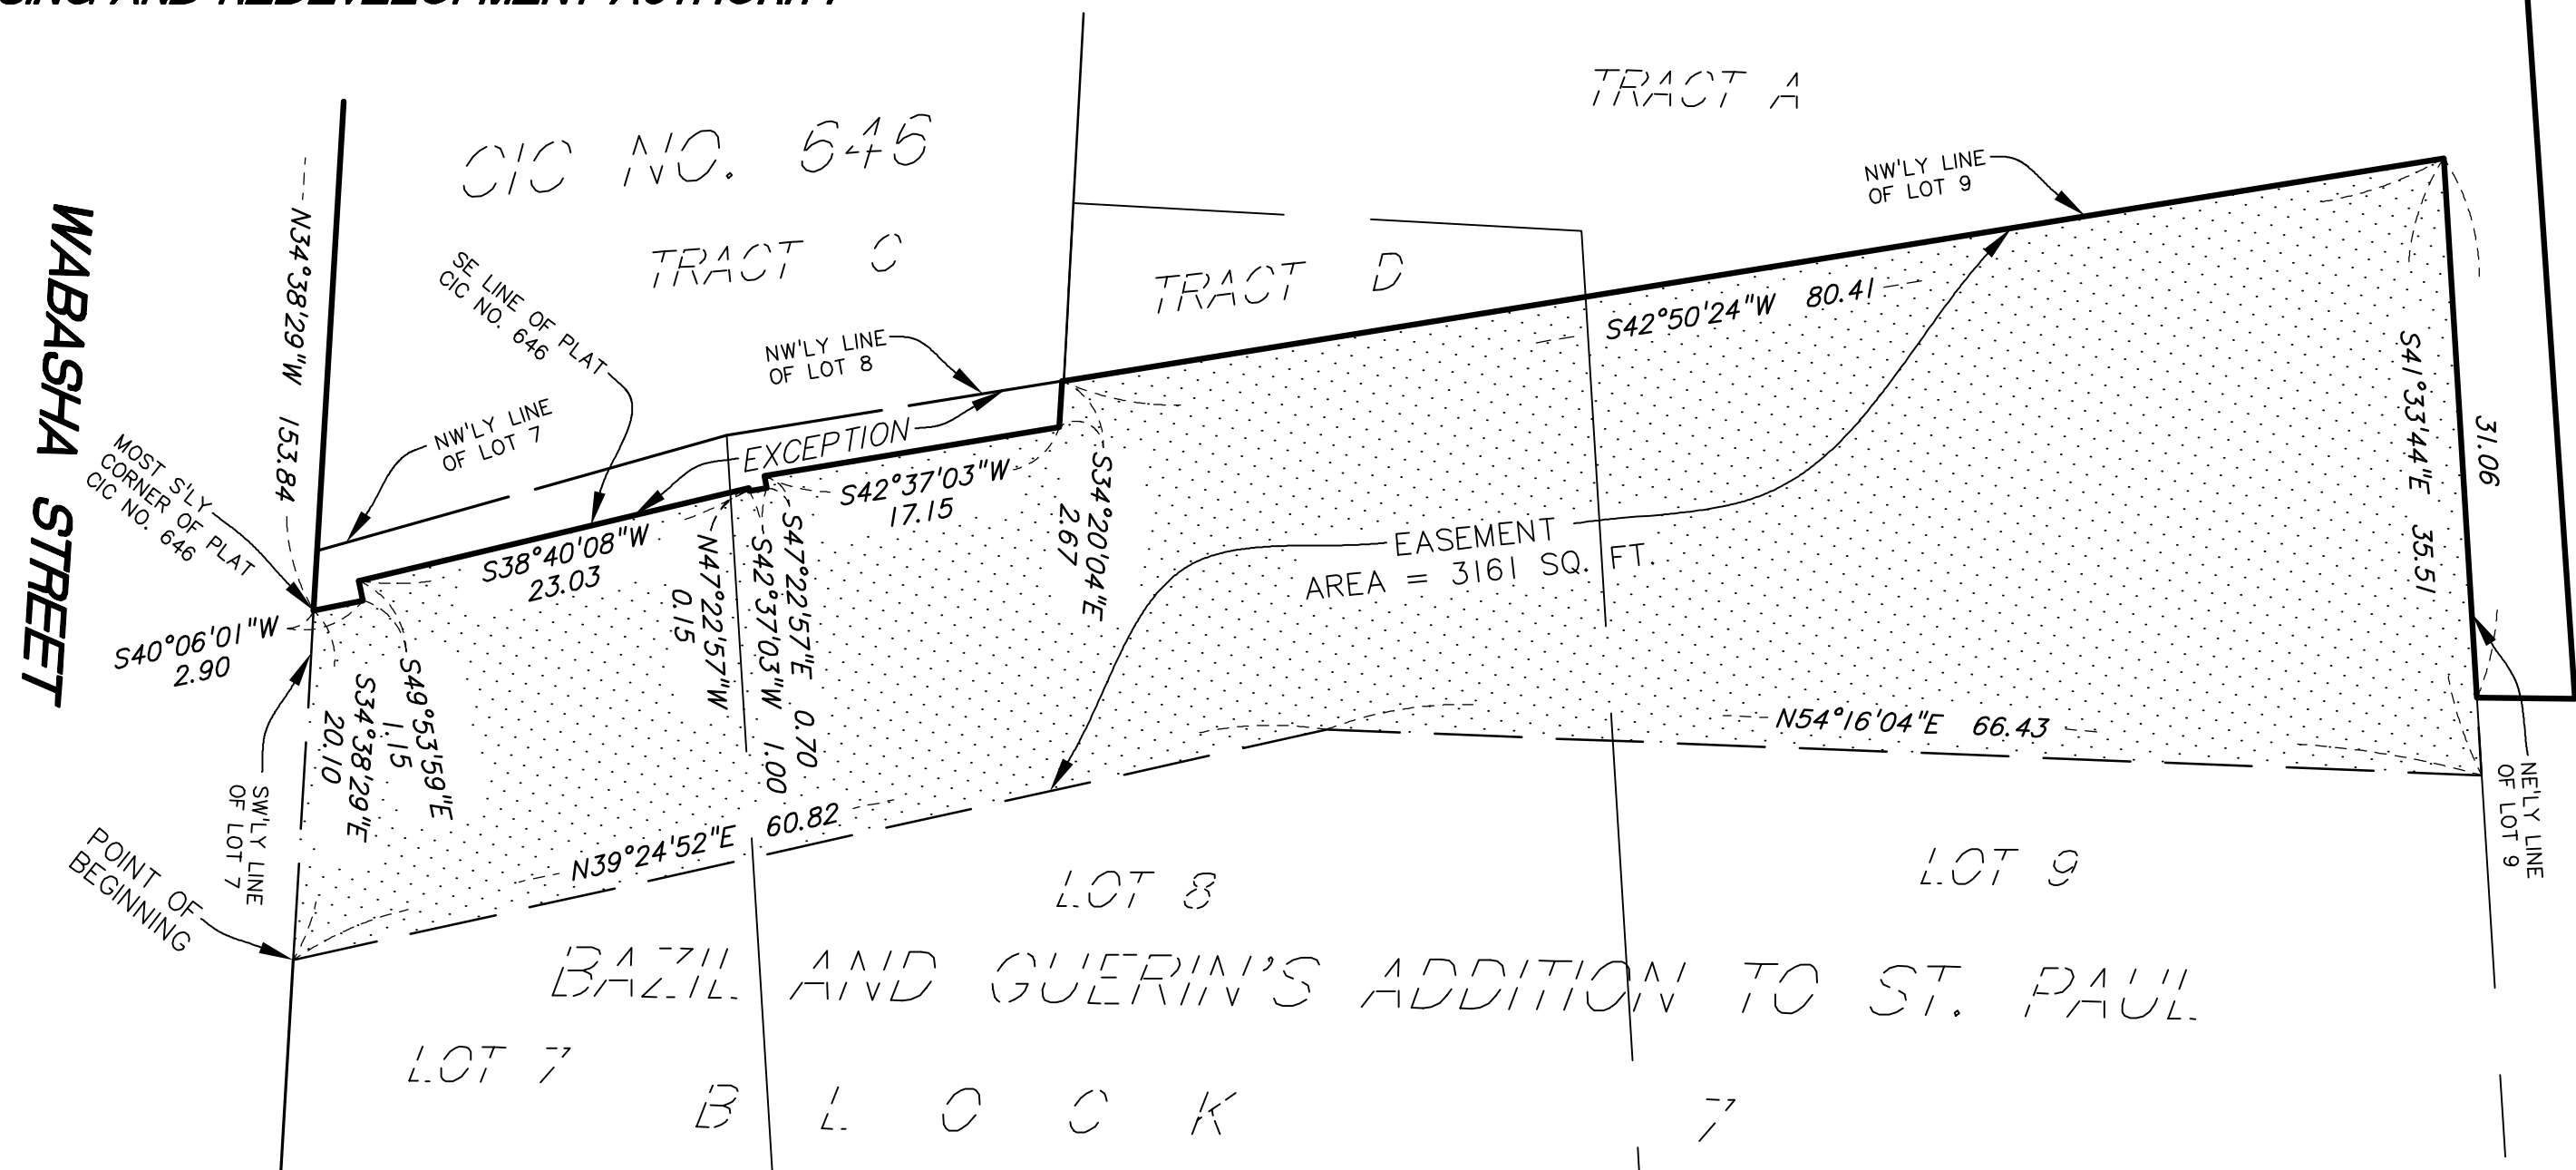 AND REDEVELOPMENT AUTHORITY
TRACT A
CIC NO. 646
TRACT C
TRACT D
NW'LY LINE
OF LOT 9
WABASHA STREET
N34°38'29"W 153.84
SE LINE OF PLAT
CIC NO. 646
NW'LY LINE
OF LOT 8
NW'LY LINE
OF LOT 7
MOST S'LY
CORNER OF PLAT
CIC NO. 646
EXCEPTION
S42°50'24"W 80.41
S41°33'44"E 35.51
31.06
S42°37'03"W
17.15
S34°20'04"E
2.67
S38°40'08"W
23.03
EASEMENT
AREA = 3161 SQ. FT.
S40°06'01"W
2.90
S49°53'59"E
1.15
S34°38'29"E
20.10
N47°22'57"W
0.15
S42°37'03"W 1.00
S47°22'57"E 0.70
N54°16'04"E 66.43
N39°24'52"E 60.82
SW'LY LINE
OF LOT 7
NE'LY LINE
OF LOT 9
POINT OF
BEGINNING
LOT 8
LOT 9
BAZIL AND GUERIN'S ADDITION TO ST. PAUL
LOT 7
BLOCK 7